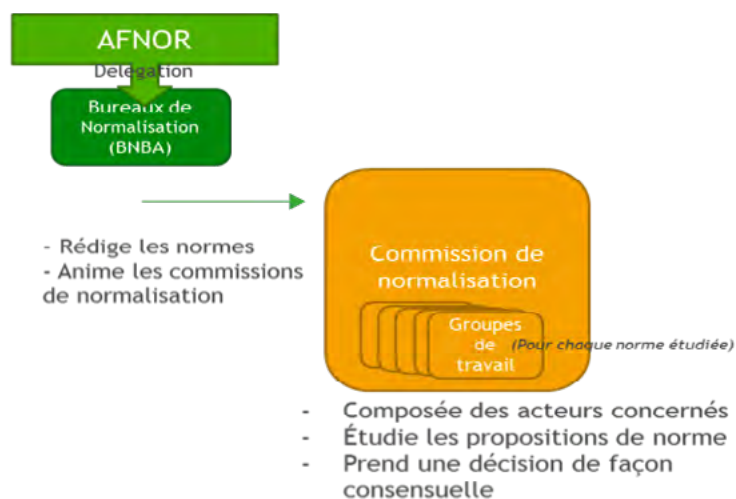 AFNOR
Délégation
Bureaux de
Normalisation
(BNBA)
- Rédige les normes
- Anime les commissions
de normalisation
Commission de
normalisation
Groupes
de
travail
(Pour chaque norme étudiée)
- Composée des acteurs concernés
- Étudie les propositions de norme
- Prend une décision de façon
consensuelle